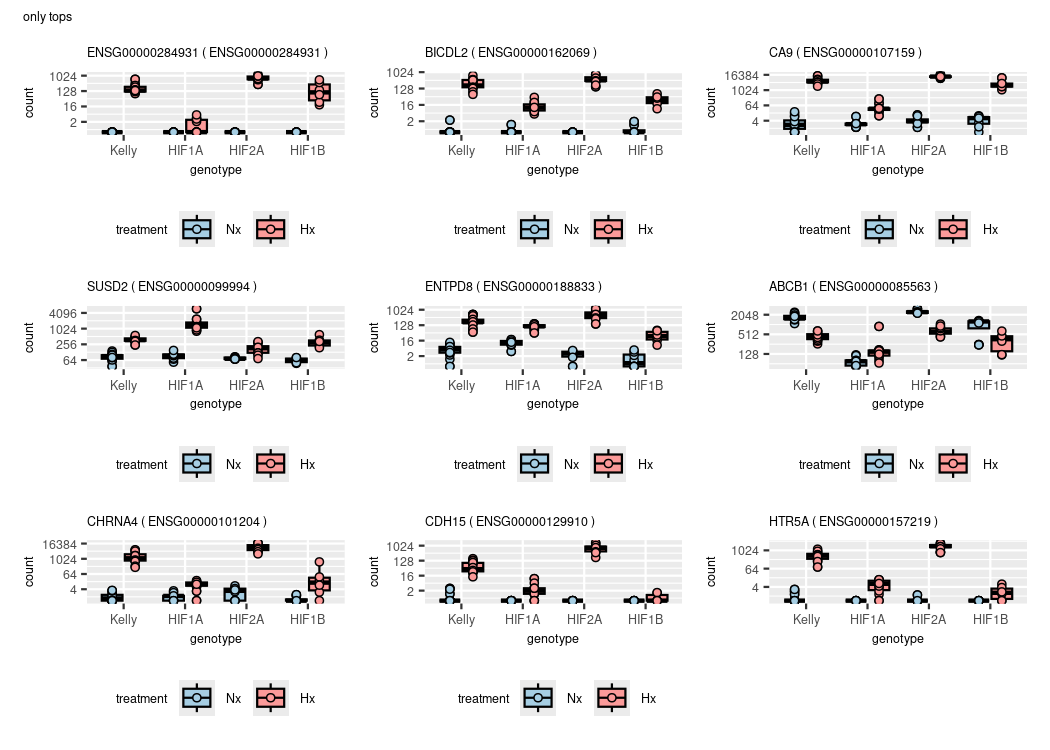 only tops
ENSG00000284931 ( ENSG00000284931 )
count
1024
128
16
2
Kelly HIF1A HIF2A HIF1B
genotype
treatment Nx Hx
BICDL2 ( ENSG00000162069 )
count
1024
128
16
2
Kelly HIF1A HIF2A HIF1B
genotype
treatment Nx Hx
CA9 ( ENSG00000107159 )
count
16384
1024
64
4
Kelly HIF1A HIF2A HIF1B
genotype
treatment Nx Hx
SUSD2 ( ENSG00000099994 )
count
4096
1024
256
64
Kelly HIF1A HIF2A HIF1B
genotype
treatment Nx Hx
ENTPD8 ( ENSG00000188833 )
count
1024
128
16
2
Kelly HIF1A HIF2A HIF1B
genotype
treatment Nx Hx
ABCB1 ( ENSG00000085563 )
count
2048
512
128
Kelly HIF1A HIF2A HIF1B
genotype
treatment Nx Hx
CHRNA4 ( ENSG00000101204 )
count
16384
1024
64
4
Kelly HIF1A HIF2A HIF1B
genotype
treatment Nx Hx
CDH15 ( ENSG00000129910 )
count
1024
128
16
2
Kelly HIF1A HIF2A HIF1B
genotype
treatment Nx Hx
HTR5A ( ENSG00000157219 )
count
1024
64
4
Kelly HIF1A HIF2A HIF1B
genotype